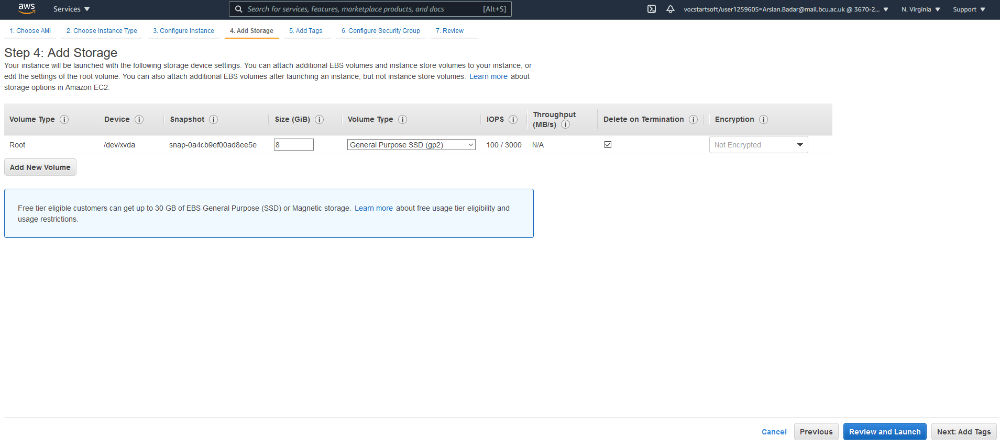 aws Services Search for services, features, marketplace products, and docs [Alt+S] vocstartsoft/user1259605=Arslan.Badar@mail.bcu.ac.uk @ 3670-2... N. Virginia Support
1. Choose AMI 2. Choose Instance Type 3. Configure Instance 4. Add Storage 5. Add Tags 6. Configure Security Group 7. Review
Step 4: Add Storage
Your instance will be launched with the following storage device settings. You can attach additional EBS volumes and instance store volumes to your instance, or
edit the settings of the root volume. You can also attach additional EBS volumes after launching an instance, but not instance store volumes. Learn more about
storage options in Amazon EC2.
Volume Type i Device i Snapshot i Size (GiB) i Volume Type i IOPS i Throughput (MB/s) i Delete on Termination i Encryption i
Root /dev/xvda snap-0a4cb9ef00ad8ee5e 8 General Purpose SSD (gp2) 100 / 3000 N/A Not Encrypted
Add New Volume
Free tier eligible customers can get up to 30 GB of EBS General Purpose (SSD) or Magnetic storage. Learn more about free usage tier eligibility and
usage restrictions.
Cancel Previous Review and Launch Next: Add Tags